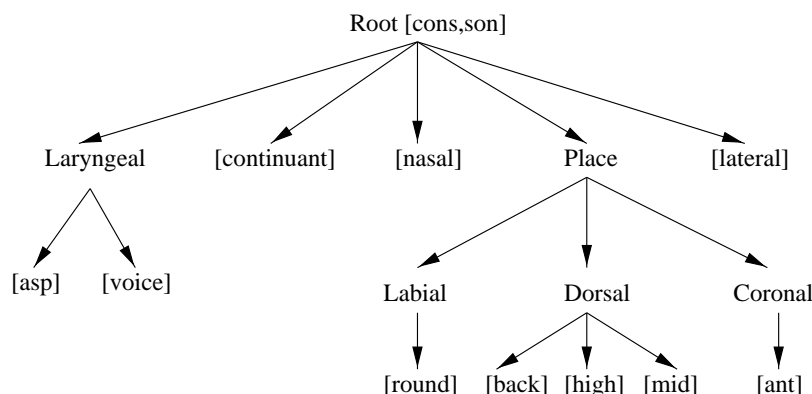 Root [cons,son]
Laryngeal [continuant] [nasal] Place [lateral]
[asp] [voice] Labial Dorsal Coronal
[round] [back] [high] [mid] [ant]